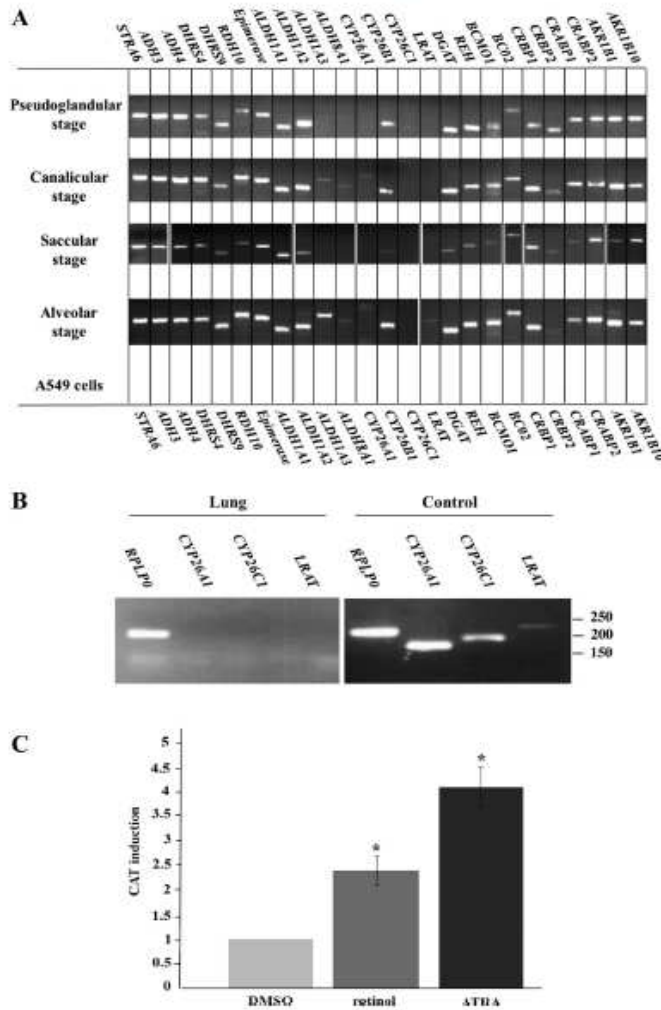 A
STRA6 ADH3 ADH4 DHRS4 DHRS9 RDH10 Epimerase ALDH1A1 ALDH1A2 ALDH1A3 ALDH8A1 CYP26A1 CYP26B1 CYP26C1 LRAT DGAT REH BCMO1 BC02 CRBP1 CRBP2 CRABP1 CRABP2 AKR1B1 AKR1B10
Pseudoglandular
stage
Canalicular
stage
Saccular
stage
Alveolar
stage
A549 cells
STRA6 ADH3 ADH4 DHRS4 DHRS9 RDH10 Epimerase ALDH1A1 ALDH1A2 ALDH1A3 ALDH8A1 CYP26A1 CYP26B1 CYP26C1 LRAT DGAT REH BCMO1 BC02 CRBP1 CRBP2 CRABP1 CRABP2 AKR1B1 AKR1B10
B
Lung Control
RPLP0 CYP26A1 CYP26C1 LRAT RPLP0 CYP26A1 CYP26C1 LRAT
250
200
150
C
CAT induction
5
4.5
4
3.5
3
2.5
2
1.5
1
0.5
0
* *
DMSO retinol ATRA